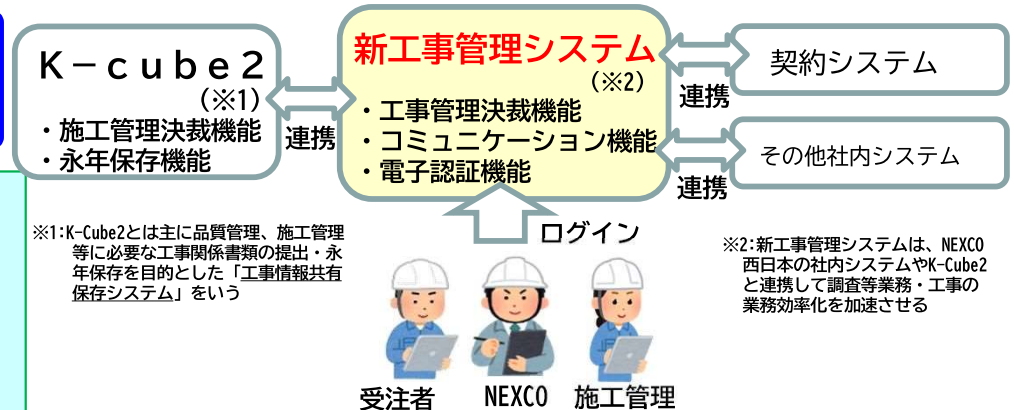 K－cube2
（※1）
・施工管理決裁機能
・永年保存機能
連携
新工事管理システム
（※2）
・工事管理決裁機能
・コミュニケーション機能
・電子認証機能
連携
契約システム
連携
その他社内システム
ログイン
※1:K-Cube2とは主に品質管理、施工管理
等に必要な工事関係書類の提出・永
年保存を目的とした「工事情報共有
保存システム」をいう
※2:新工事管理システムは、NEXCO
西日本の社内システムやK-Cube2
と連携して調査等業務・工事の
業務効率化を加速させる
受注者
NEXCO
施工管理